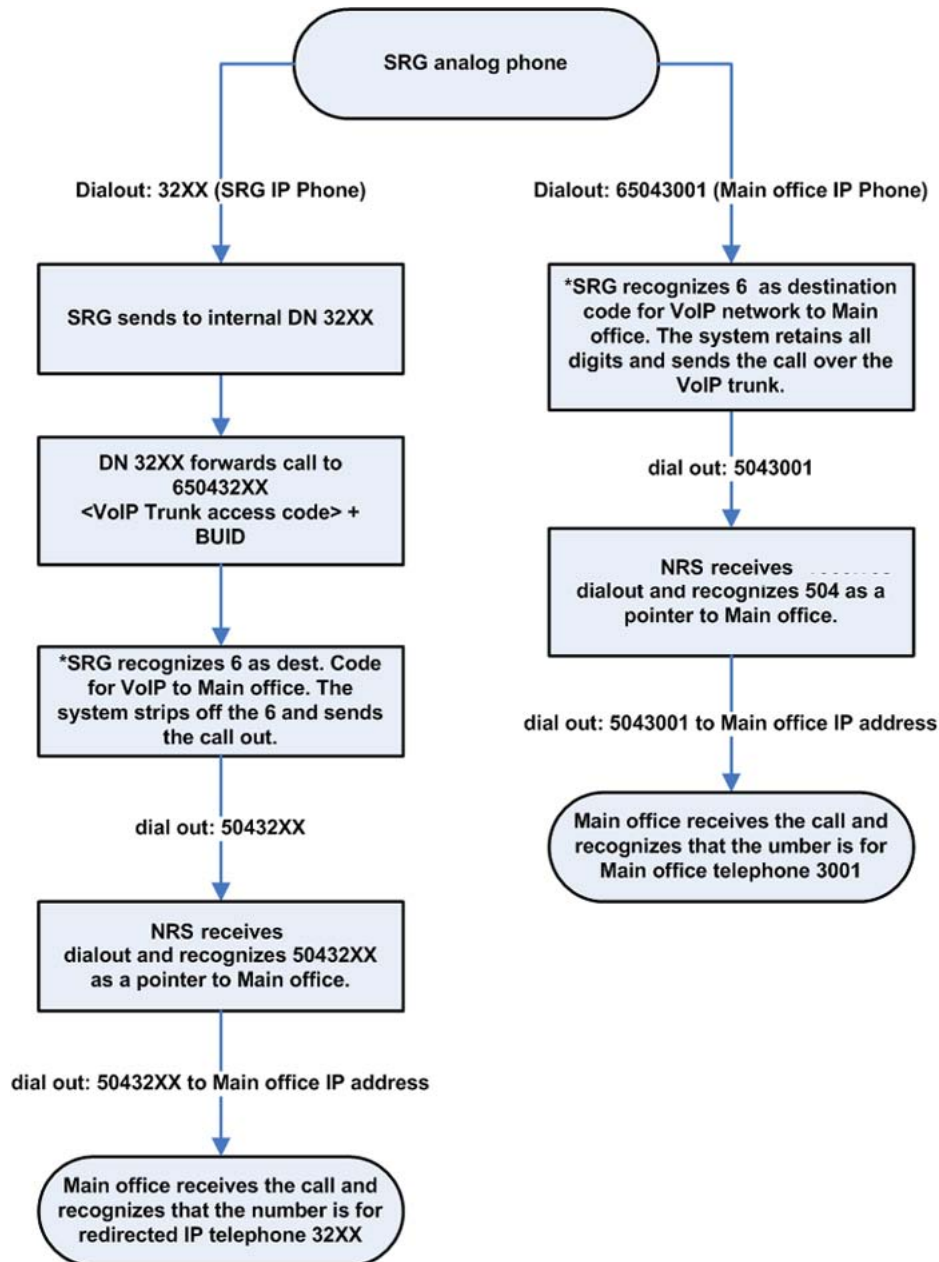 SRG analog phone
Dialout: 32XX (SRG IP Phone)
SRG sends to internal DN 32XX
DN 32XX forwards call to
650432XX
<VoIP Trunk access code> +
BUID
*SRG recognizes 6 as dest. Code
for VoIP to Main office. The
system strips off the 6 and sends
the call out.
dial out: 50432XX
NRS receives
dialout and recognizes 50432XX
as a pointer to Main office.
dial out: 50432XX to Main office IP address
Main office receives the call and
recognizes that the number is for
redirected IP telephone 32XX
Dialout: 65043001 (Main office IP Phone)
*SRG recognizes 6 as destination
code for VoIP network to Main
office. The system retains all
digits and sends the call over the
VoIP trunk.
dial out: 5043001
NRS receives
dialout and recognizes 504 as a
pointer to Main office.
dial out: 5043001 to Main office IP address
Main office receives the call and
recognizes that the umber is for
Main office telephone 3001